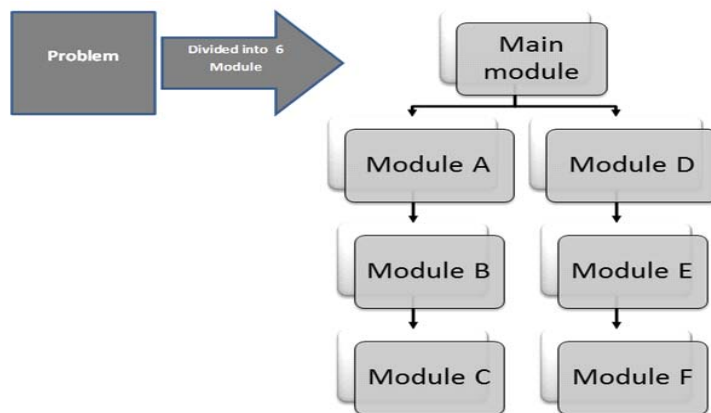 Problem
Divided into 6
Module
Main
module
Module A
Module D
Module B
Module E
Module C
Module F